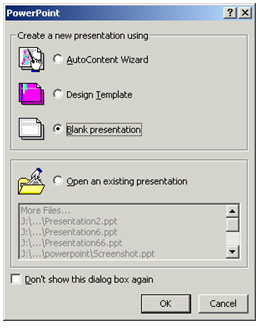 PowerPoint
Create a new presentation using
AutoContent Wizard
Design Template
Blank presentation
Open an existing presentation
More Files...
J:\...\Presentation2.ppt
J:\...\Presentation6.ppt
J:\...\Presentation66.ppt
J:\...\powerpoint\Screenshot.ppt
Don't show this dialog box again
OK Cancel